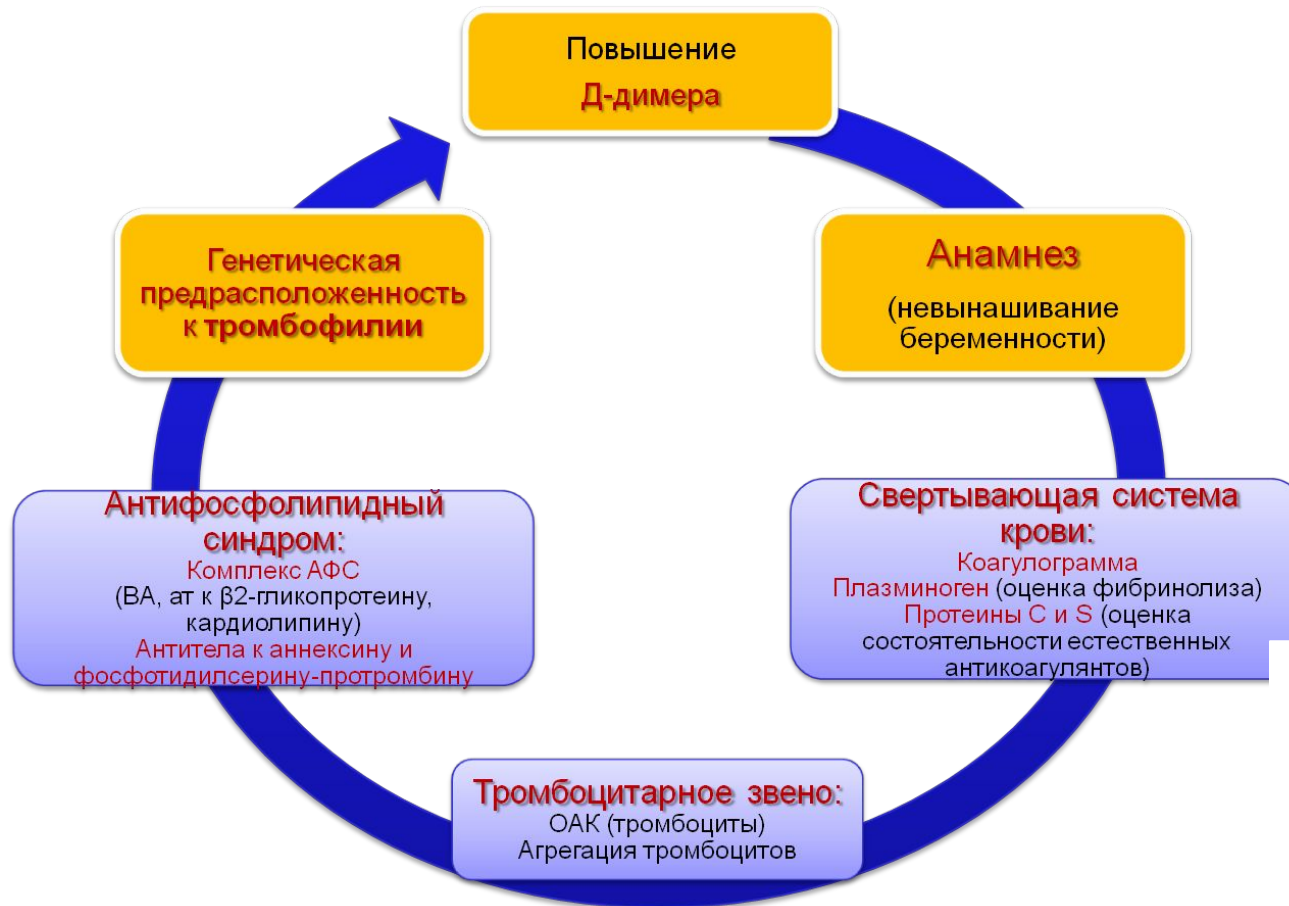 Повышение
Д-димера
Анамнез
(невынашивание
беременности)
Свертывающая система
крови:
Коагулограмма
Плазминоген (оценка фибринолиза)
Протеины С и S (оценка
состоятельности естественных
антикоагулянтов)
Тромбоцитарное звено:
ОАК (тромбоциты)
Агрегация тромбоцитов
Антифосфолипидный
синдром:
Комплекс АФС
(ВА, ат к β2-гликопротеину,
кардиолипину)
Антитела к аннексину и
фосфотидилсерину-протромбину
Генетическая
предрасположенность
к тромбофилии